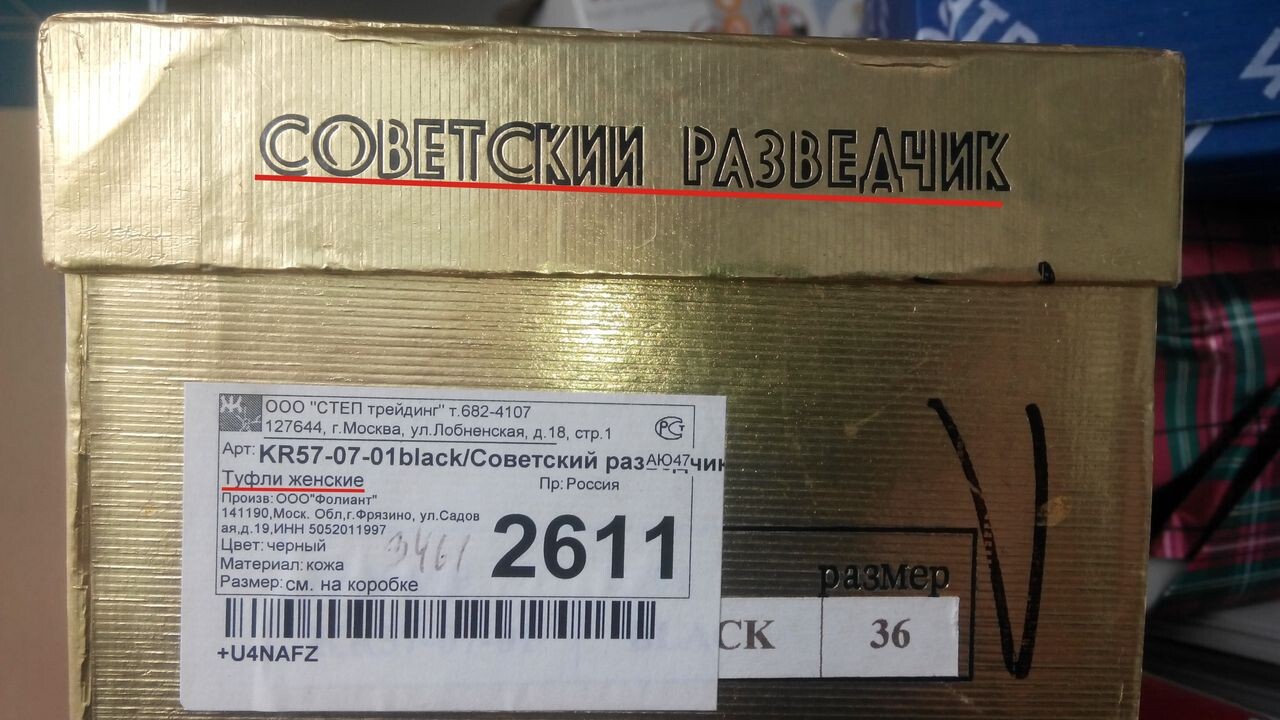 СОВЕТСКИЙ РАЗВЕДЧИК
ООО "СТЕП трейдинг" т.682-4107
127644, г.Москва, ул.Лобненская, д.18, стр.1
РСТ
АЮ47
Арт: KR57-07-01black/Советский
Туфли женские
Пр: Россия
Произв: ООО"Фолиант"
141190,Моск. Обл,г.Фрязино, ул.Садов
ая,д.19,ИНН 5052011997
Цвет: черный
Материал: кожа
Размер: см. на коробке
2611
+U4NAFZ
размер
CK
36